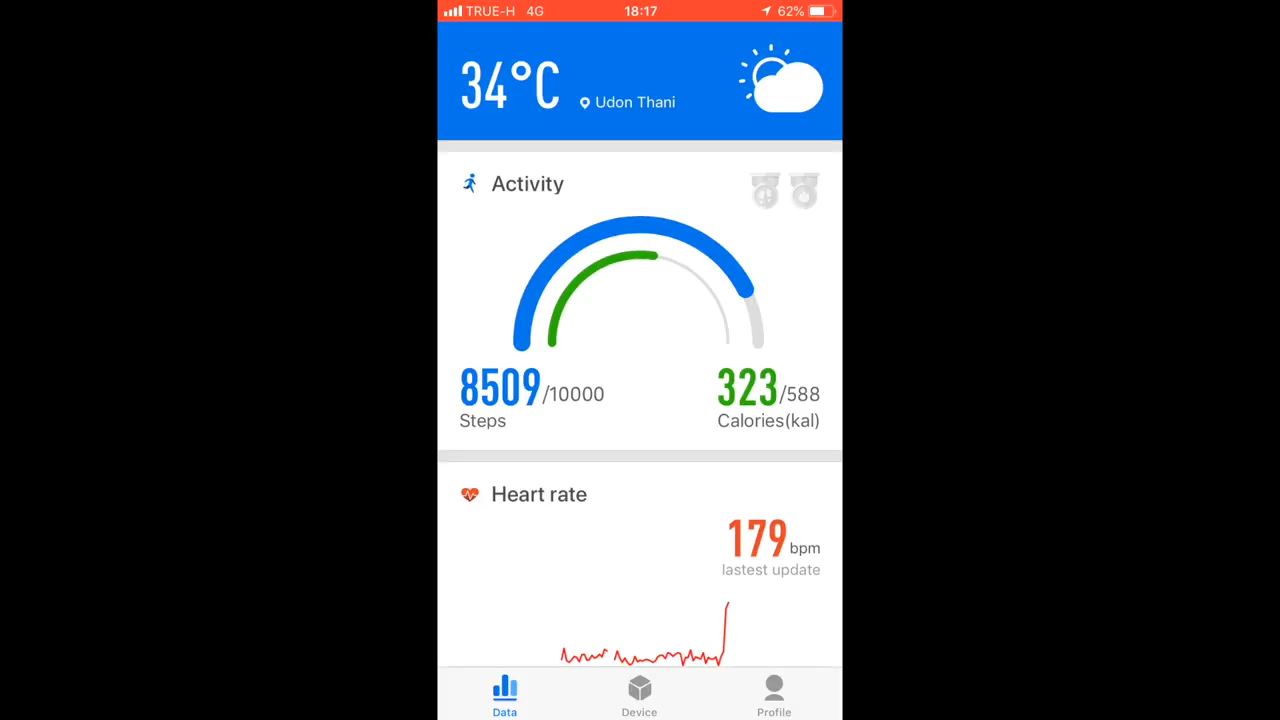 TRUE-H 4G 18:17 62%
34°C Udon Thani
Activity
8509/10000 323/588
Steps Calories(kal)
Heart rate
179 bpm
lastest update
Data Device Profile